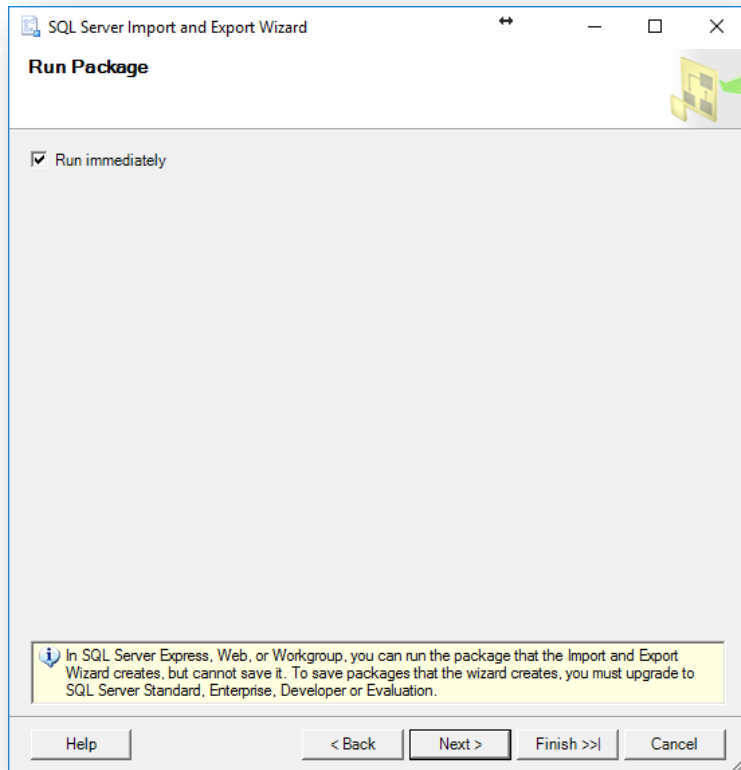 SQL Server Import and Export Wizard
Run Package
Run immediately
In SQL Server Express, Web, or Workgroup, you can run the package that the Import and Export
Wizard creates, but cannot save it. To save packages that the wizard creates, you must upgrade to
SQL Server Standard, Enterprise, Developer or Evaluation.
Help
< Back
Next >
Finish >>|
Cancel